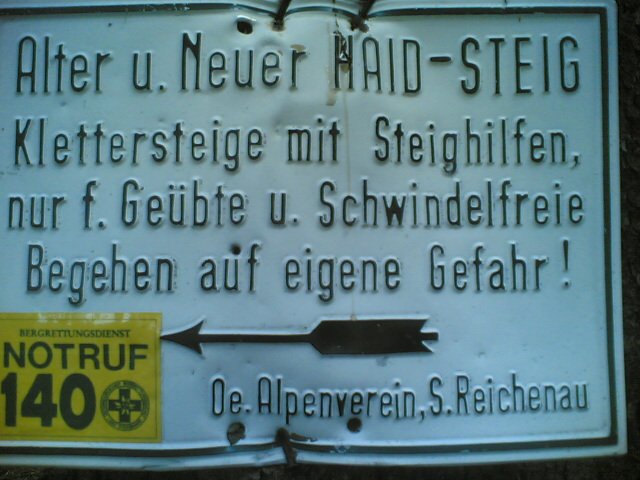 Alter u. Neuer HAID-STEIG
Klettersteige mit Steighilfen,
nur f. Geübte u. Schwindelfreie
Begehen auf eigene Gefahr!
BERGRETTUNGSDIENST
NOTRUF
140
Oe. Alpenverein, S. Reichenau